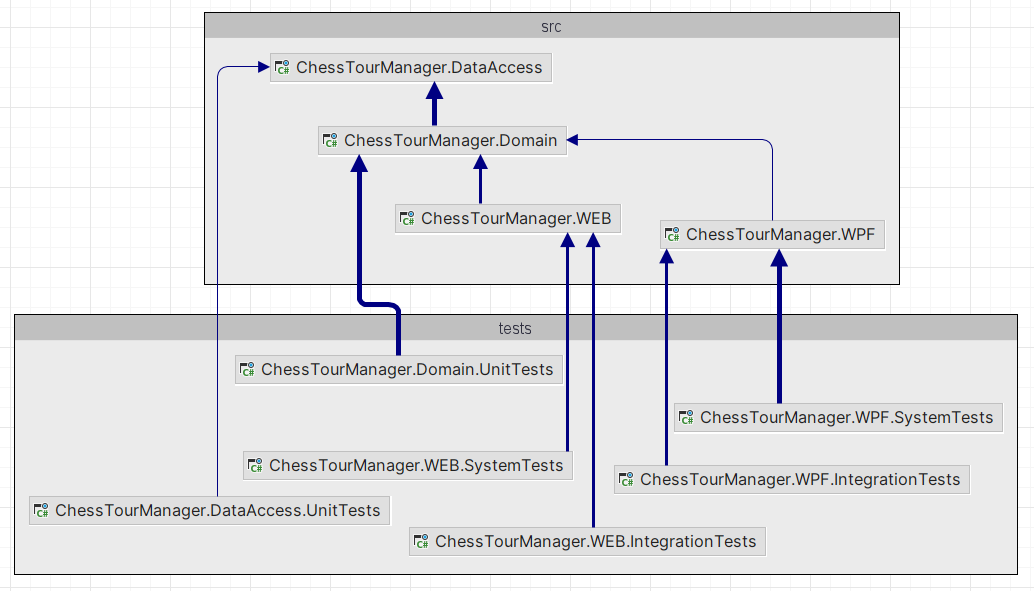 src
ChessTourManager.DataAccess
ChessTourManager.Domain
ChessTourManager.WEB
ChessTourManager.WPF
tests
ChessTourManager.Domain.UnitTests
ChessTourManager.WPF.SystemTests
ChessTourManager.WEB.SystemTests
ChessTourManager.WPF.IntegrationTests
ChessTourManager.DataAccess.UnitTests
ChessTourManager.WEB.IntegrationTests